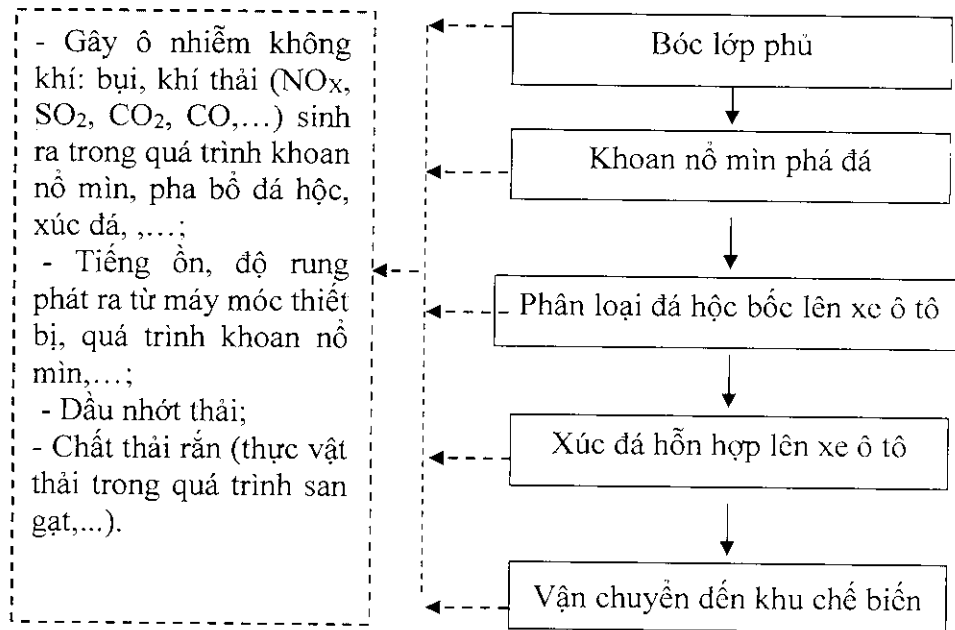 - Gây ô nhiễm không
khí: bụi, khí thải (NOX,
SO2, CO2, CO,…) sinh
ra trong quá trình khoan
nổ mìn, pha bổ đá hộc,
xúc đá, ,…;
- Tiếng ồn, độ rung
phát ra từ máy móc thiết
bị, quá trình khoan nổ
mìn,…;
- Dầu nhớt thải;
- Chất thải rắn (thực vật
thải trong quá trình san
gạt,...).
Bóc lớp phủ
Khoan nổ mìn phá đá
Phân loại đá hộc bốc lên xe ô tô
Xúc đá hỗn hợp lên xe ô tô
Vận chuyển đến khu chế biến